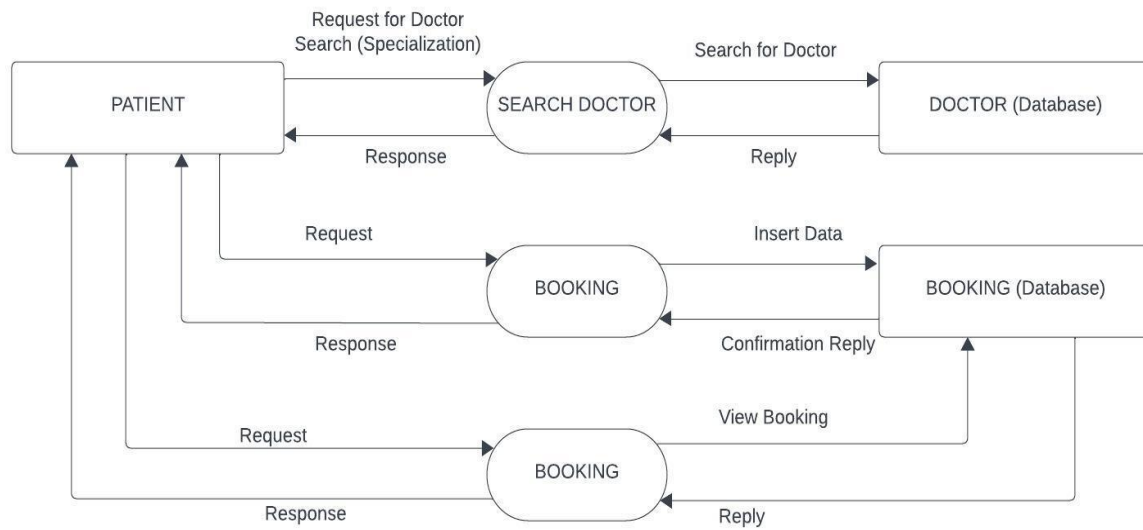 Request for Doctor
Search (Specialization)
Search for Doctor
PATIENT
SEARCH DOCTOR
DOCTOR (Database)
Response
Reply
Request
Insert Data
BOOKING
BOOKING (Database)
Response
Confirmation Reply
View Booking
Request
BOOKING
Response
Reply